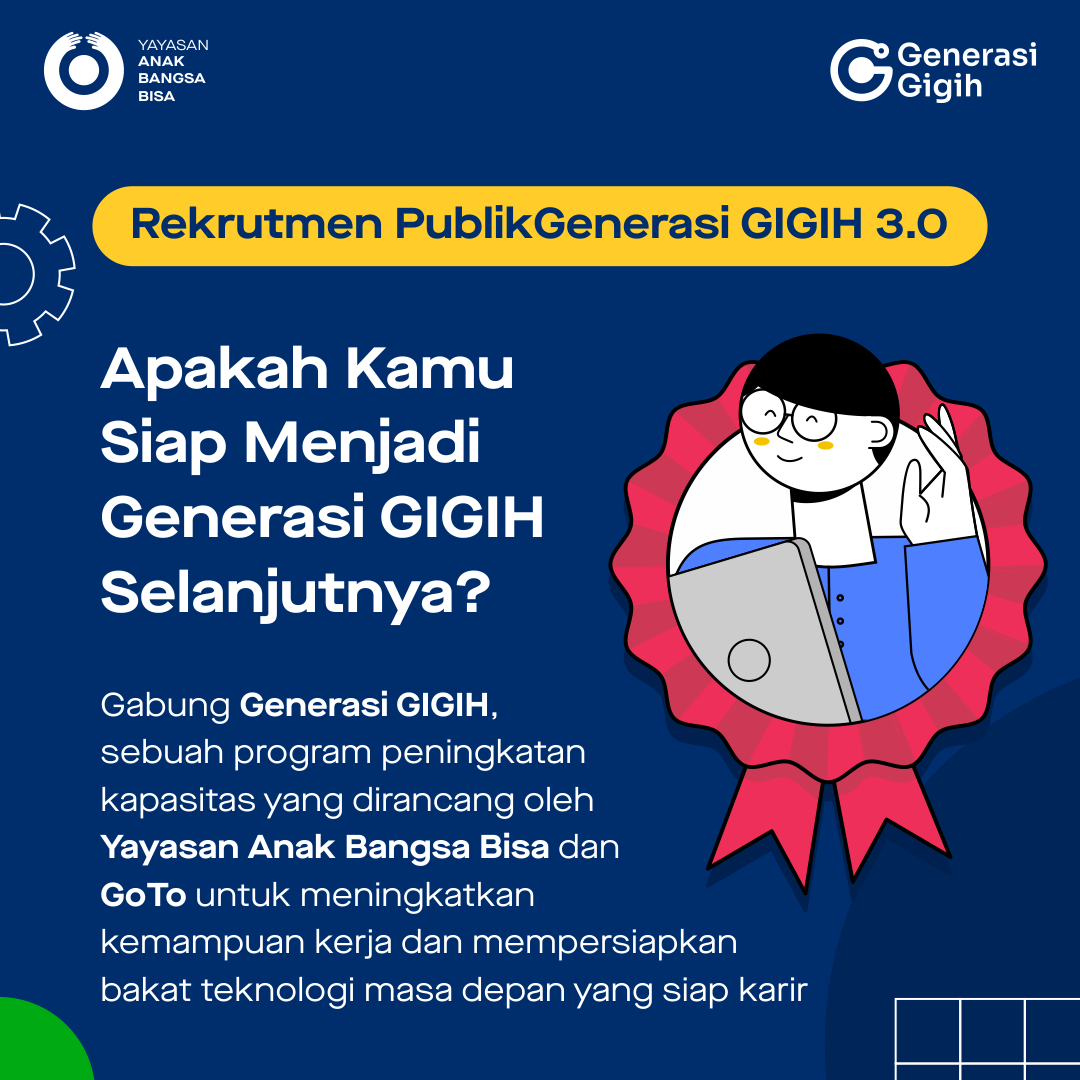 YAYASAN
ANAK
BANGSA
BISA
Generasi
Gigih
Rekrutmen PublikGenerasi GIGIH 3.0
Apakah Kamu
Siap Menjadi
Generasi GIGIH
Selanjutnya?
Gabung Generasi GIGIH,
sebuah program peningkatan
kapasitas yang dirancang oleh
Yayasan Anak Bangsa Bisa dan
GoTo untuk meningkatkan
kemampuan kerja dan mempersiapkan
bakat teknologi masa depan yang siap karir